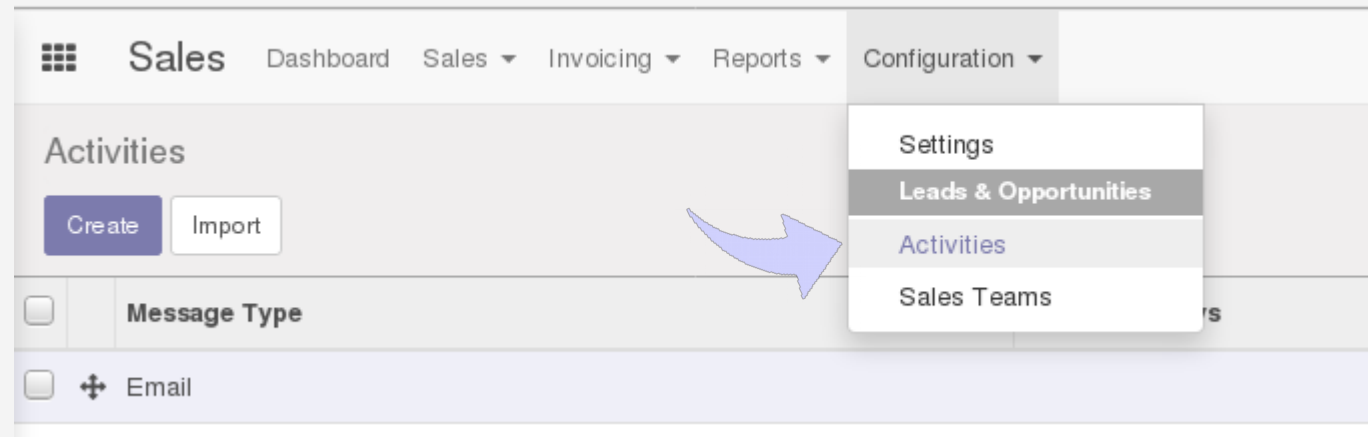 Sales Dashboard Sales Invoicing Reports Configuration
Activities
Create Import
Settings
Leads & Opportunities
Activities
Sales Teams
Message Type
Email